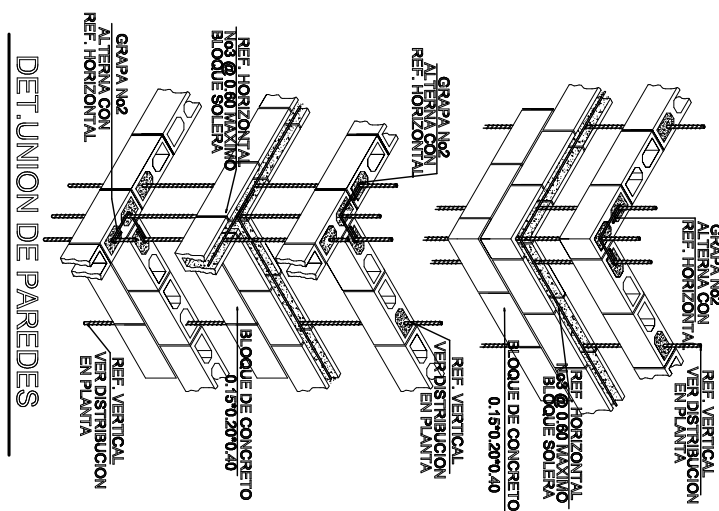 GRAPA No2
ALTERNA CON
REF. HORIZONTAL
REF. VERTICAL
VER DISTRIBUCION
EN PLANTA
REF. HORIZONTAL
No3 @ 0.60 MAXIMO
BLOQUE SOLERA
BLOQUE DE CONCRETO
0.15*0.20*0.40
GRAPA No2
ALTERNA CON
REF. HORIZONTAL
REF. VERTICAL
VER DISTRIBUCION
EN PLANTA
REF. HORIZONTAL
No3 @ 0.60 MAXIMO
BLOQUE SOLERA
BLOQUE DE CONCRETO
0.15*0.20*0.40
GRAPA No2
ALTERNA CON
REF. HORIZONTAL
REF. VERTICAL
VER DISTRIBUCION
EN PLANTA
DET.UNION DE PAREDES